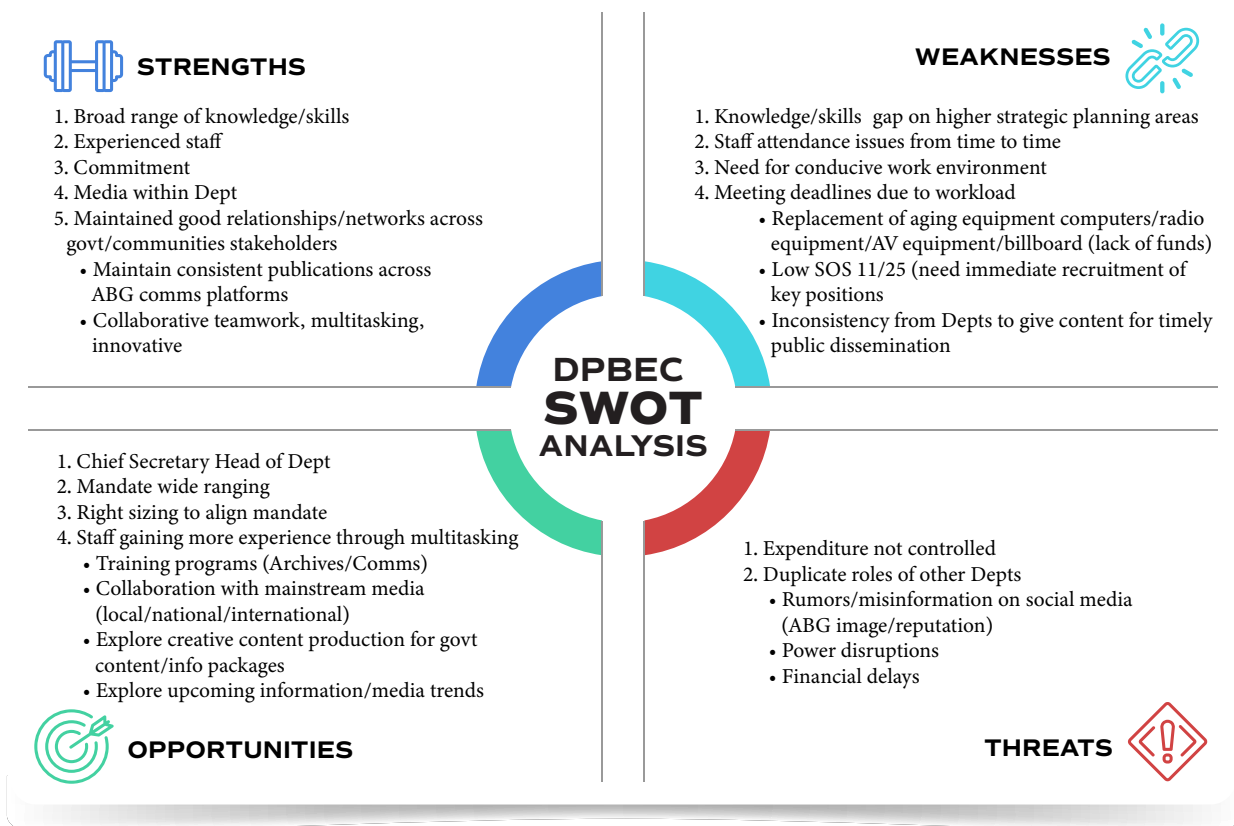 STRENGTHS
1. Broad range of knowledge/skills
2. Experienced staff
3. Commitment
4. Media within Dept
5. Maintained good relationships/networks across
govt/communities stakeholders
• Maintain consistent publications across
ABG comms platforms
• Collaborative teamwork, multitasking,
innovative
WEAKNESSES
1. Knowledge/skills gap on higher strategic planning areas
2. Staff attendance issues from time to time
3. Need for conducive work environment
4. Meeting deadlines due to workload
• Replacement of aging equipment computers/radio
equipment/AV equipment/billboard (lack of funds)
• Low SOS 11/25 (need immediate recruitment of
key positions
• Inconsistency from Depts to give content for timely
public dissemination
DPBEC
SWOT
ANALYSIS
1. Chief Secretary Head of Dept
2. Mandate wide ranging
3. Right sizing to align mandate
4. Staff gaining more experience through multitasking
• Training programs (Archives/Comms)
• Collaboration with mainstream media
(local/national/international)
• Explore creative content production for govt
content/info packages
• Explore upcoming information/media trends
OPPORTUNITIES
1. Expenditure not controlled
2. Duplicate roles of other Depts
• Rumors/misinformation on social media
(ABG image/reputation)
• Power disruptions
• Financial delays
THREATS